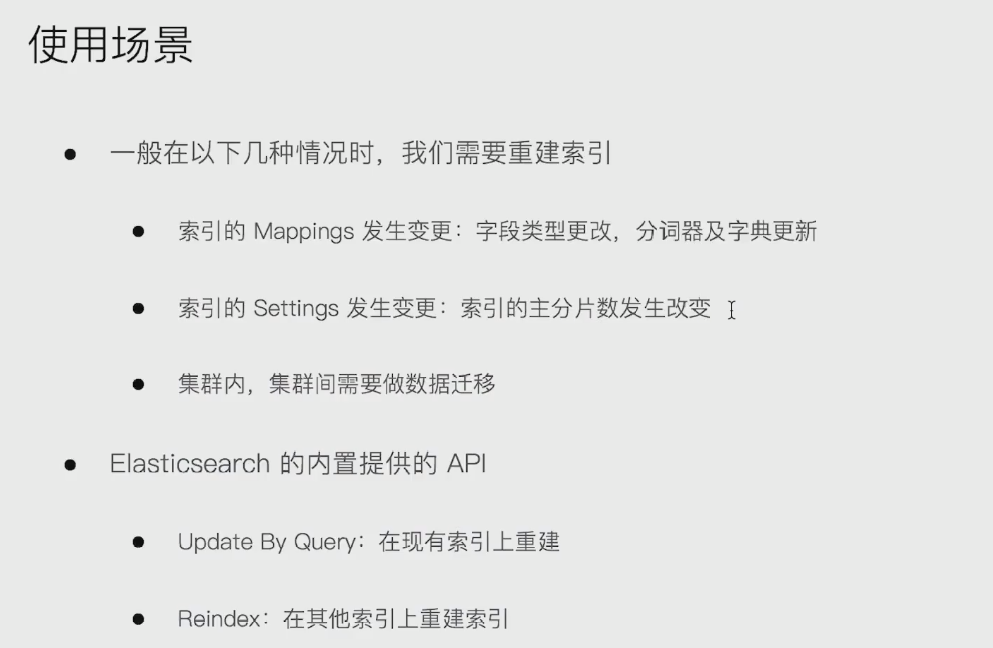 使用场景
一般在以下几种情况时，我们需要重建索引
索引的 Mappings 发生变更：字段类型更改，分词器及字典更新
索引的 Settings 发生变更：索引的主分片数发生改变
集群内，集群间需要做数据迁移
Elasticsearch 的内置提供的 API
Update By Query：在现有索引上重建
Reindex：在其他索引上重建索引